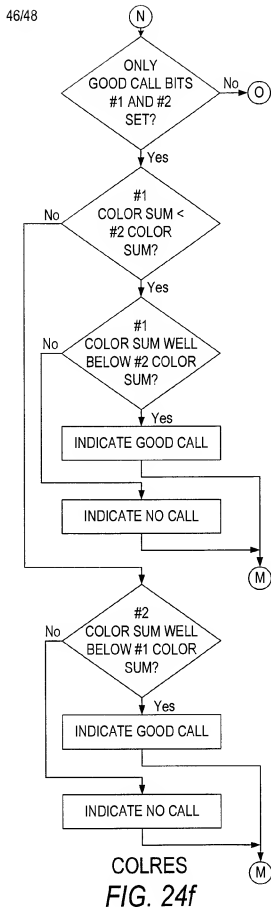 46/48
N
ONLY
GOOD CALL BITS
#1 AND #2
SET?
No
O
Yes
#1
COLOR SUM <
#2 COLOR
SUM?
No
Yes
#1
COLOR SUM WELL
BELOW #2 COLOR
SUM?
No
Yes
INDICATE GOOD CALL
INDICATE NO CALL
M
#2
COLOR SUM WELL
BELOW #1 COLOR
SUM?
No
Yes
INDICATE GOOD CALL
INDICATE NO CALL
M
COLRES
FIG. 24f